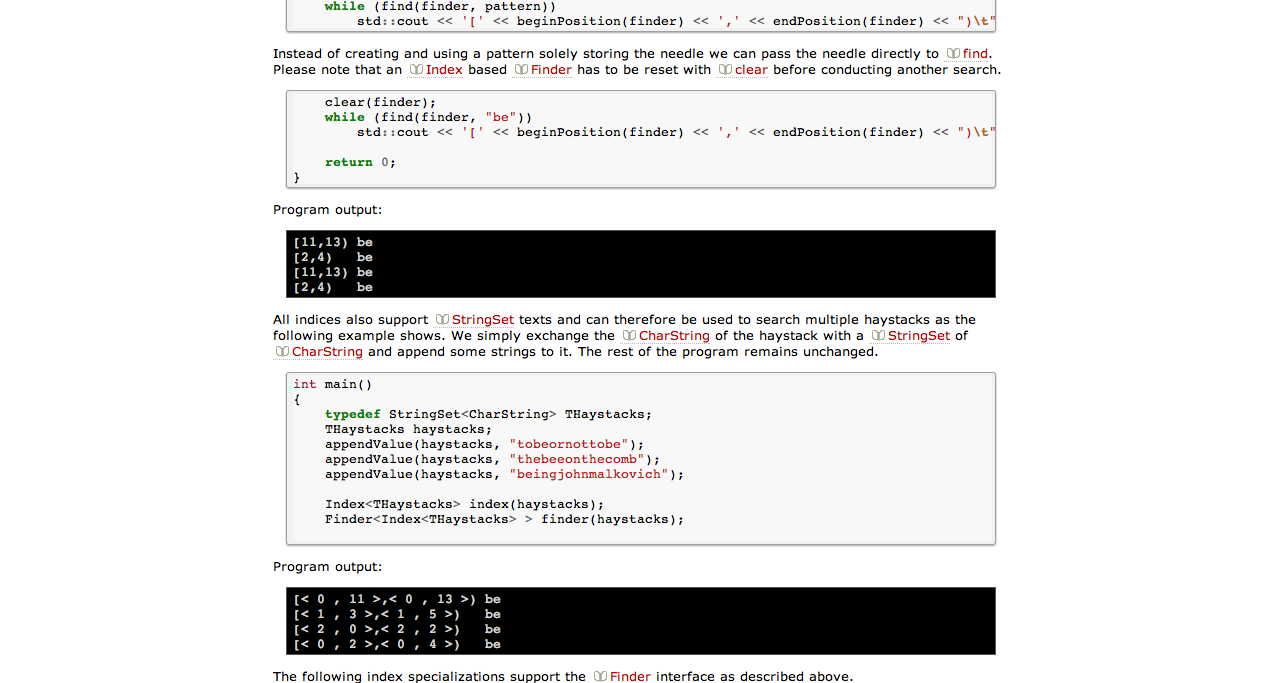 while (find(finder, pattern))
std::cout << '[' << beginPosition(finder) << ',' << endPosition(finder) << ")\t"
Instead of creating and using a pattern solely storing the needle we can pass the needle directly to find.
Please note that an Index based Finder has to be reset with clear before conducting another search.
clear(finder);
while (find(finder, "be"))
std::cout << '[' << beginPosition(finder) << ',' << endPosition(finder) << ")\t"
return 0;
}
Program output:
[11,13) be
[2,4) be
[11,13) be
[2,4) be
All indices also support StringSet texts and can therefore be used to search multiple haystacks as the
following example shows. We simply exchange the CharString of the haystack with a StringSet of
CharString and append some strings to it. The rest of the program remains unchanged.
int main()
{
typedef StringSet<CharString> THaystacks;
THaystacks haystacks;
appendValue(haystacks, "tobeornottobe");
appendValue(haystacks, "thebeeonthecomb");
appendValue(haystacks, "beingjohnmalkovich");
Index<THaystacks> index(haystacks);
Finder<Index<THaystacks> > finder(haystacks);
Program output:
[< 0 , 11 >,< 0 , 13 >) be
[< 1 , 3 >,< 1 , 5 >) be
[< 2 , 0 >,< 2 , 2 >) be
[< 0 , 2 >,< 0 , 4 >) be
The following index specializations support the Finder interface as described above.